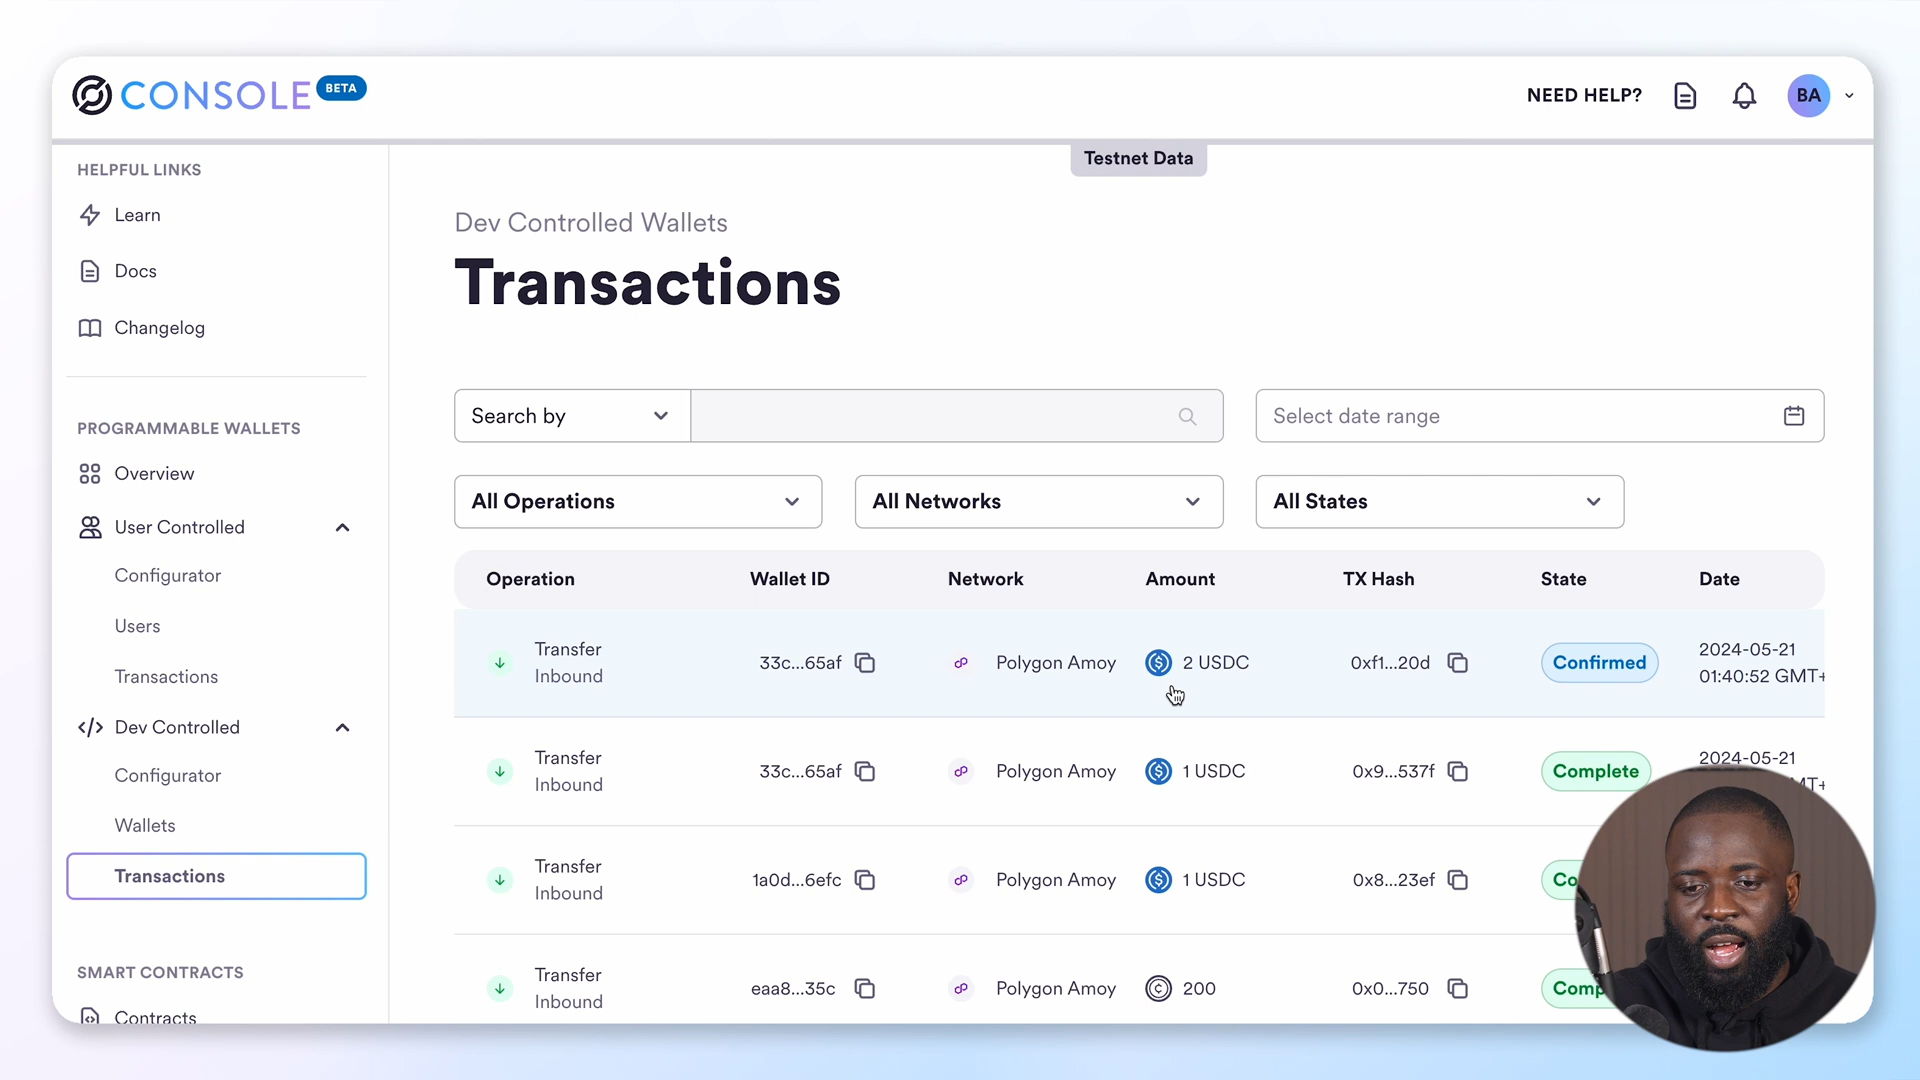 CONSOLE BETA
NEED HELP?
BA
HELPFUL LINKS
Learn
Docs
Changelog
PROGRAMMABLE WALLETS
Overview
User Controlled
Configurator
Users
Transactions
Dev Controlled
Configurator
Wallets
Transactions
SMART CONTRACTS
Contracts
Testnet Data
Dev Controlled Wallets
Transactions
Search by
Select date range
All Operations
All Networks
All States
Operation Wallet ID Network Amount TX Hash State Date
Transfer
Inbound
33c...65af
Polygon Amoy
2 USDC
0xf1...20d
Confirmed
2024-05-21
01:40:52 GMT+
Transfer
Inbound
33c...65af
Polygon Amoy
1 USDC
0x9...537f
Complete
2024-05-21
Transfer
Inbound
1a0d...6efc
Polygon Amoy
1 USDC
0x8...23ef
Transfer
Inbound
eaa8...35c
Polygon Amoy
200
0x0...750